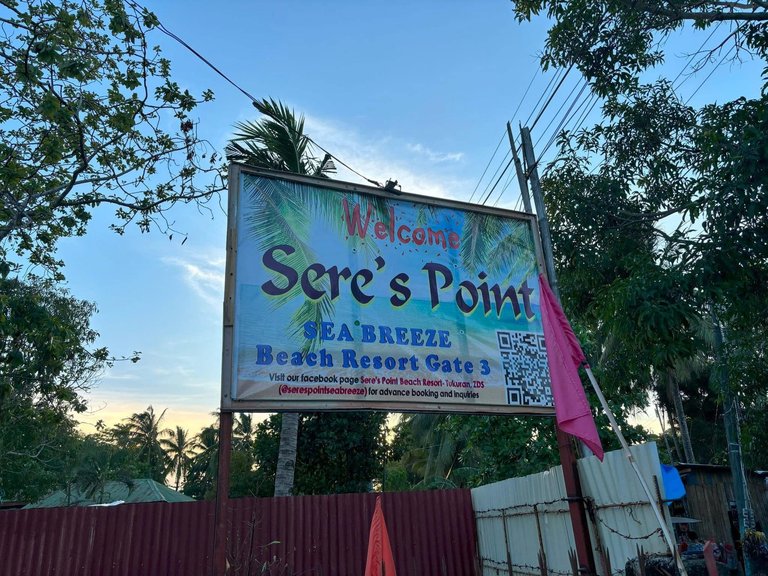 Welcome
Sere's Point
SEA BREEZE
Beach Resort Gate 3
Visit our facebook page Sere's Point Beach Resort- Tukuran, ZDS
(@serespointseabreeze) for advance booking and inquiries